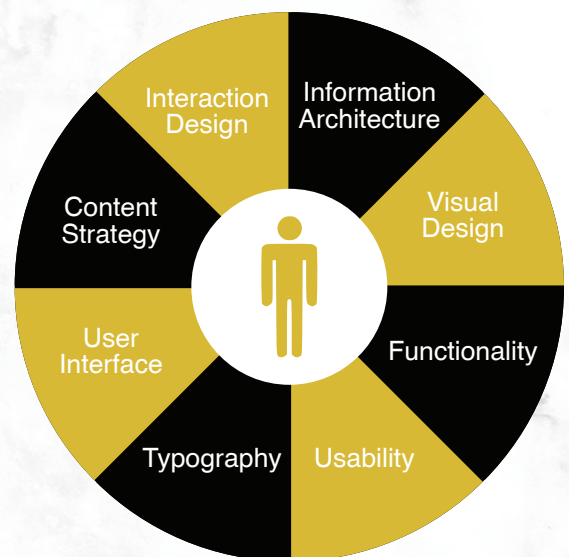 Interaction
Design
Information
Architecture
Visual
Design
Functionality
Usability
Typography
User
Interface
Content
Strategy